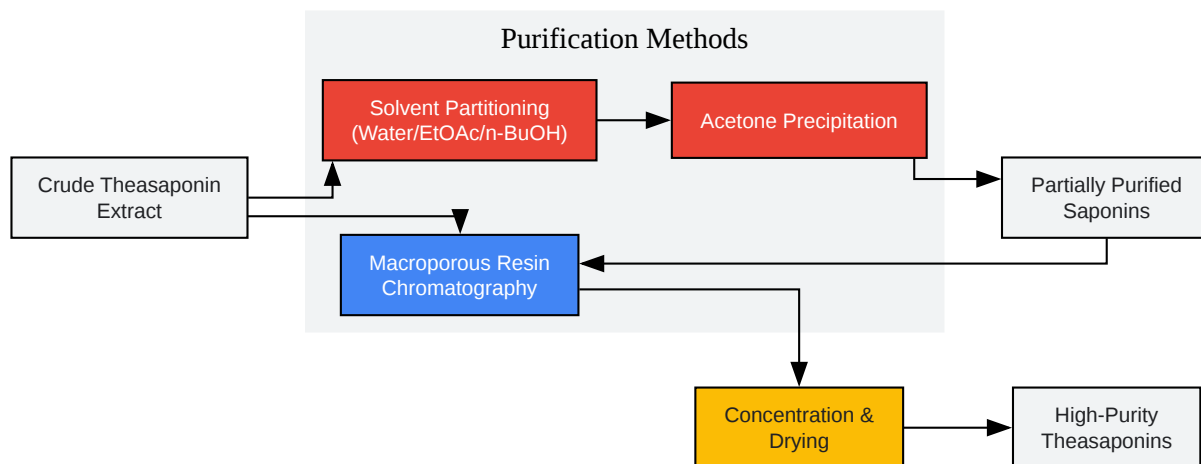 Purification Methods
Solvent Partitioning
(Water/EtOAc/n-BuOH)
Acetone Precipitation
Crude Theasaponin
Extract
Partially Purified
Saponins
Macroporous Resin
Chromatography
Concentration &
Drying
High-Purity
Theasaponins